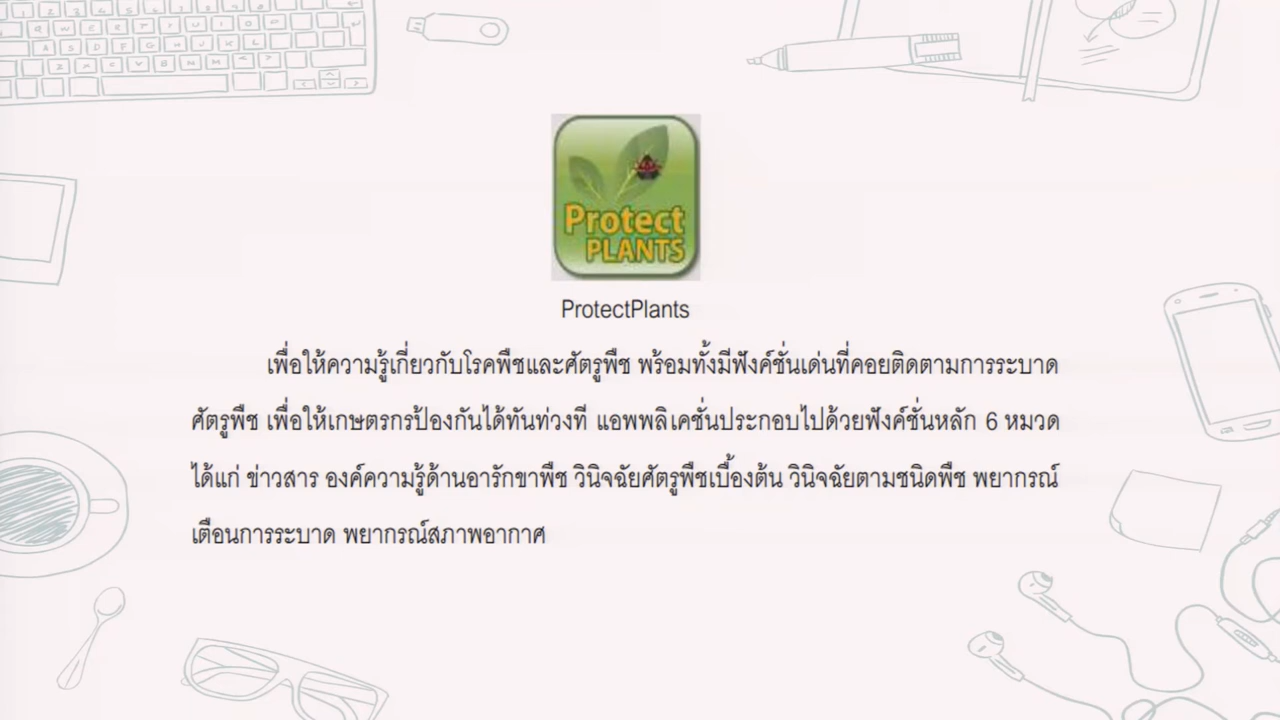 Protect
PLANTS
ProtectPlants
เพื่อให้ความรู้เกี่ยวกับโรคพืชและศัตรูพืช พร้อมทั้งมีฟังค์ชั่นเด่นที่คอยติดตามการระบาด
ศัตรูพืช เพื่อให้เกษตรกรป้องกันได้ทันท่วงที แอพพลิเคชั่นประกอบไปด้วยฟังค์ชั่นหลัก 6 หมวด
ได้แก่ ข่าวสาร องค์ความรู้ด้านอารักขาพืช วินิจฉัยศัตรูพืชเบื้องต้น วินิจฉัยตามชนิดพืช พยากรณ์
เตือนการระบาด พยากรณ์สภาพอากาศ